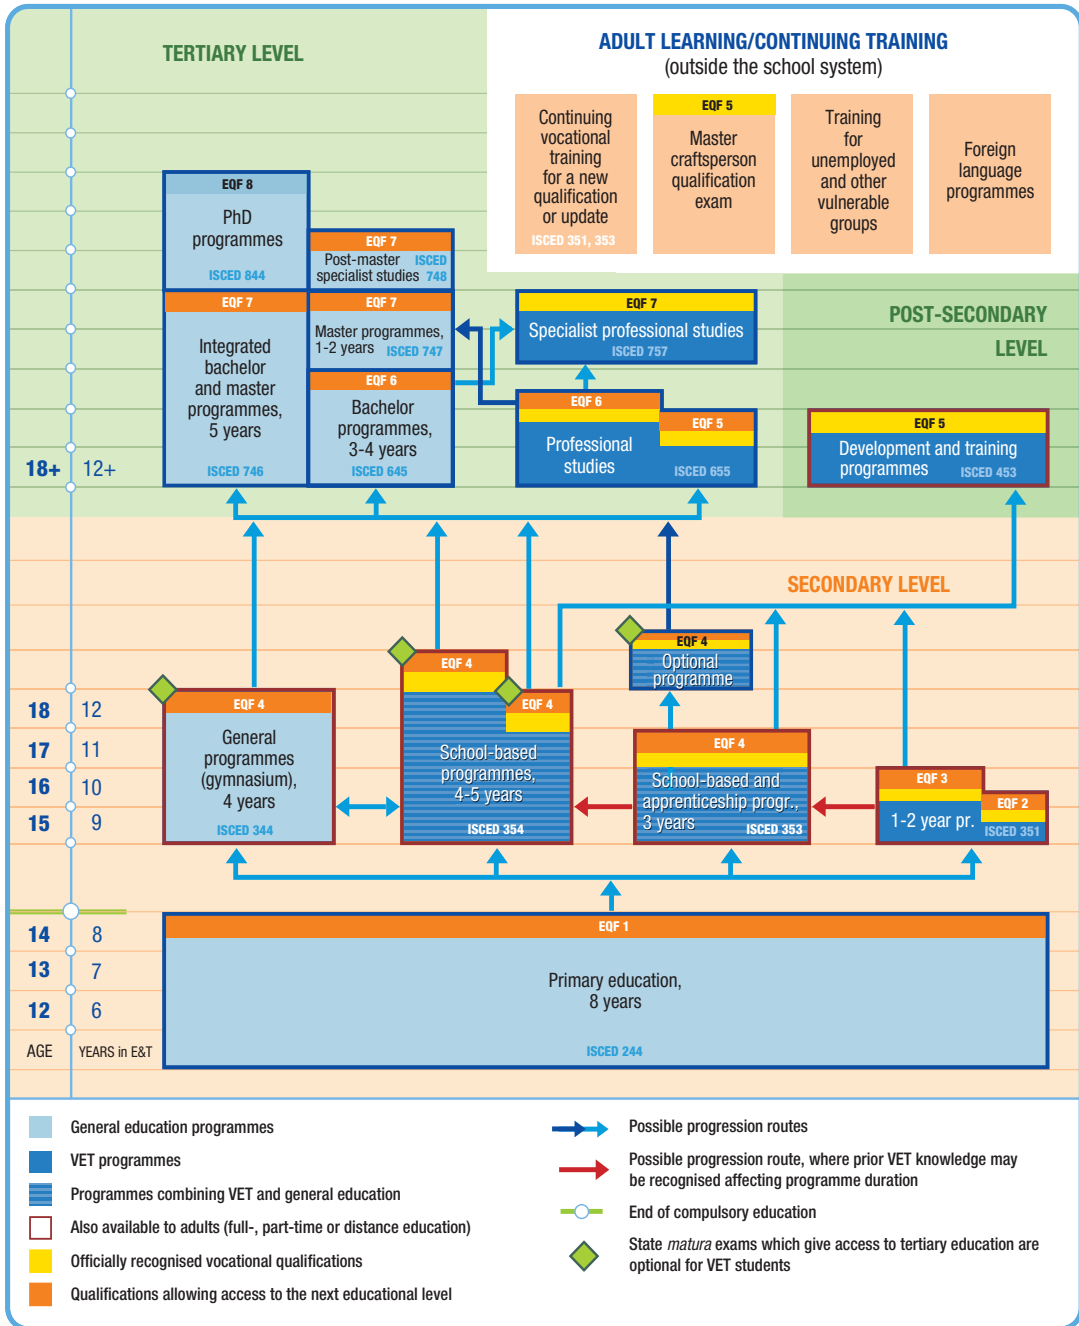 TERTIARY LEVEL
ADULT LEARNING/CONTINUING TRAINING
(outside the school system)
Continuing
vocational
training
for a new
qualification
or update
ISCED 351, 353
EQF 5
Master
craftsperson
qualification
exam
Training
for
unemployed
and other
vulnerable
groups
Foreign
language
programmes
EQF 8
PhD
programmes
ISCED 844
EQF 7
Post-master ISCED
specialist studies 748
EQF 7
Integrated
bachelor
and master
programmes,
5 years
ISCED 746
EQF 7
Master programmes,
1-2 years ISCED 747
EQF 6
Bachelor
programmes,
3-4 years
ISCED 645
EQF 7
Specialist professional studies
ISCED 757
EQF 6
EQF 5
Professional
studies
ISCED 655
POST-SECONDARY
LEVEL
EQF 5
Development and training
programmes ISCED 453
18+ 12+
SECONDARY LEVEL
EQF 4
General
programmes
(gymnasium),
4 years
ISCED 344
EQF 4
EQF 4
School-based
programmes,
4-5 years
ISCED 354
EQF 4
Optional
programme
EQF 4
School-based and
apprenticeship progr.,
3 years ISCED 353
EQF 3
EQF 2
1-2 year pr.
ISCED 351
18 12
17 11
16 10
15 9
EQF 1
Primary education,
8 years
ISCED 244
14 8
13 7
12 6
AGE YEARS in E&T
General education programmes
VET programmes
Programmes combining VET and general education
Also available to adults (full-, part-time or distance education)
Officially recognised vocational qualifications
Qualifications allowing access to the next educational level
Possible progression routes
Possible progression route, where prior VET knowledge may
be recognised affecting programme duration
End of compulsory education
State matura exams which give access to tertiary education are
optional for VET students